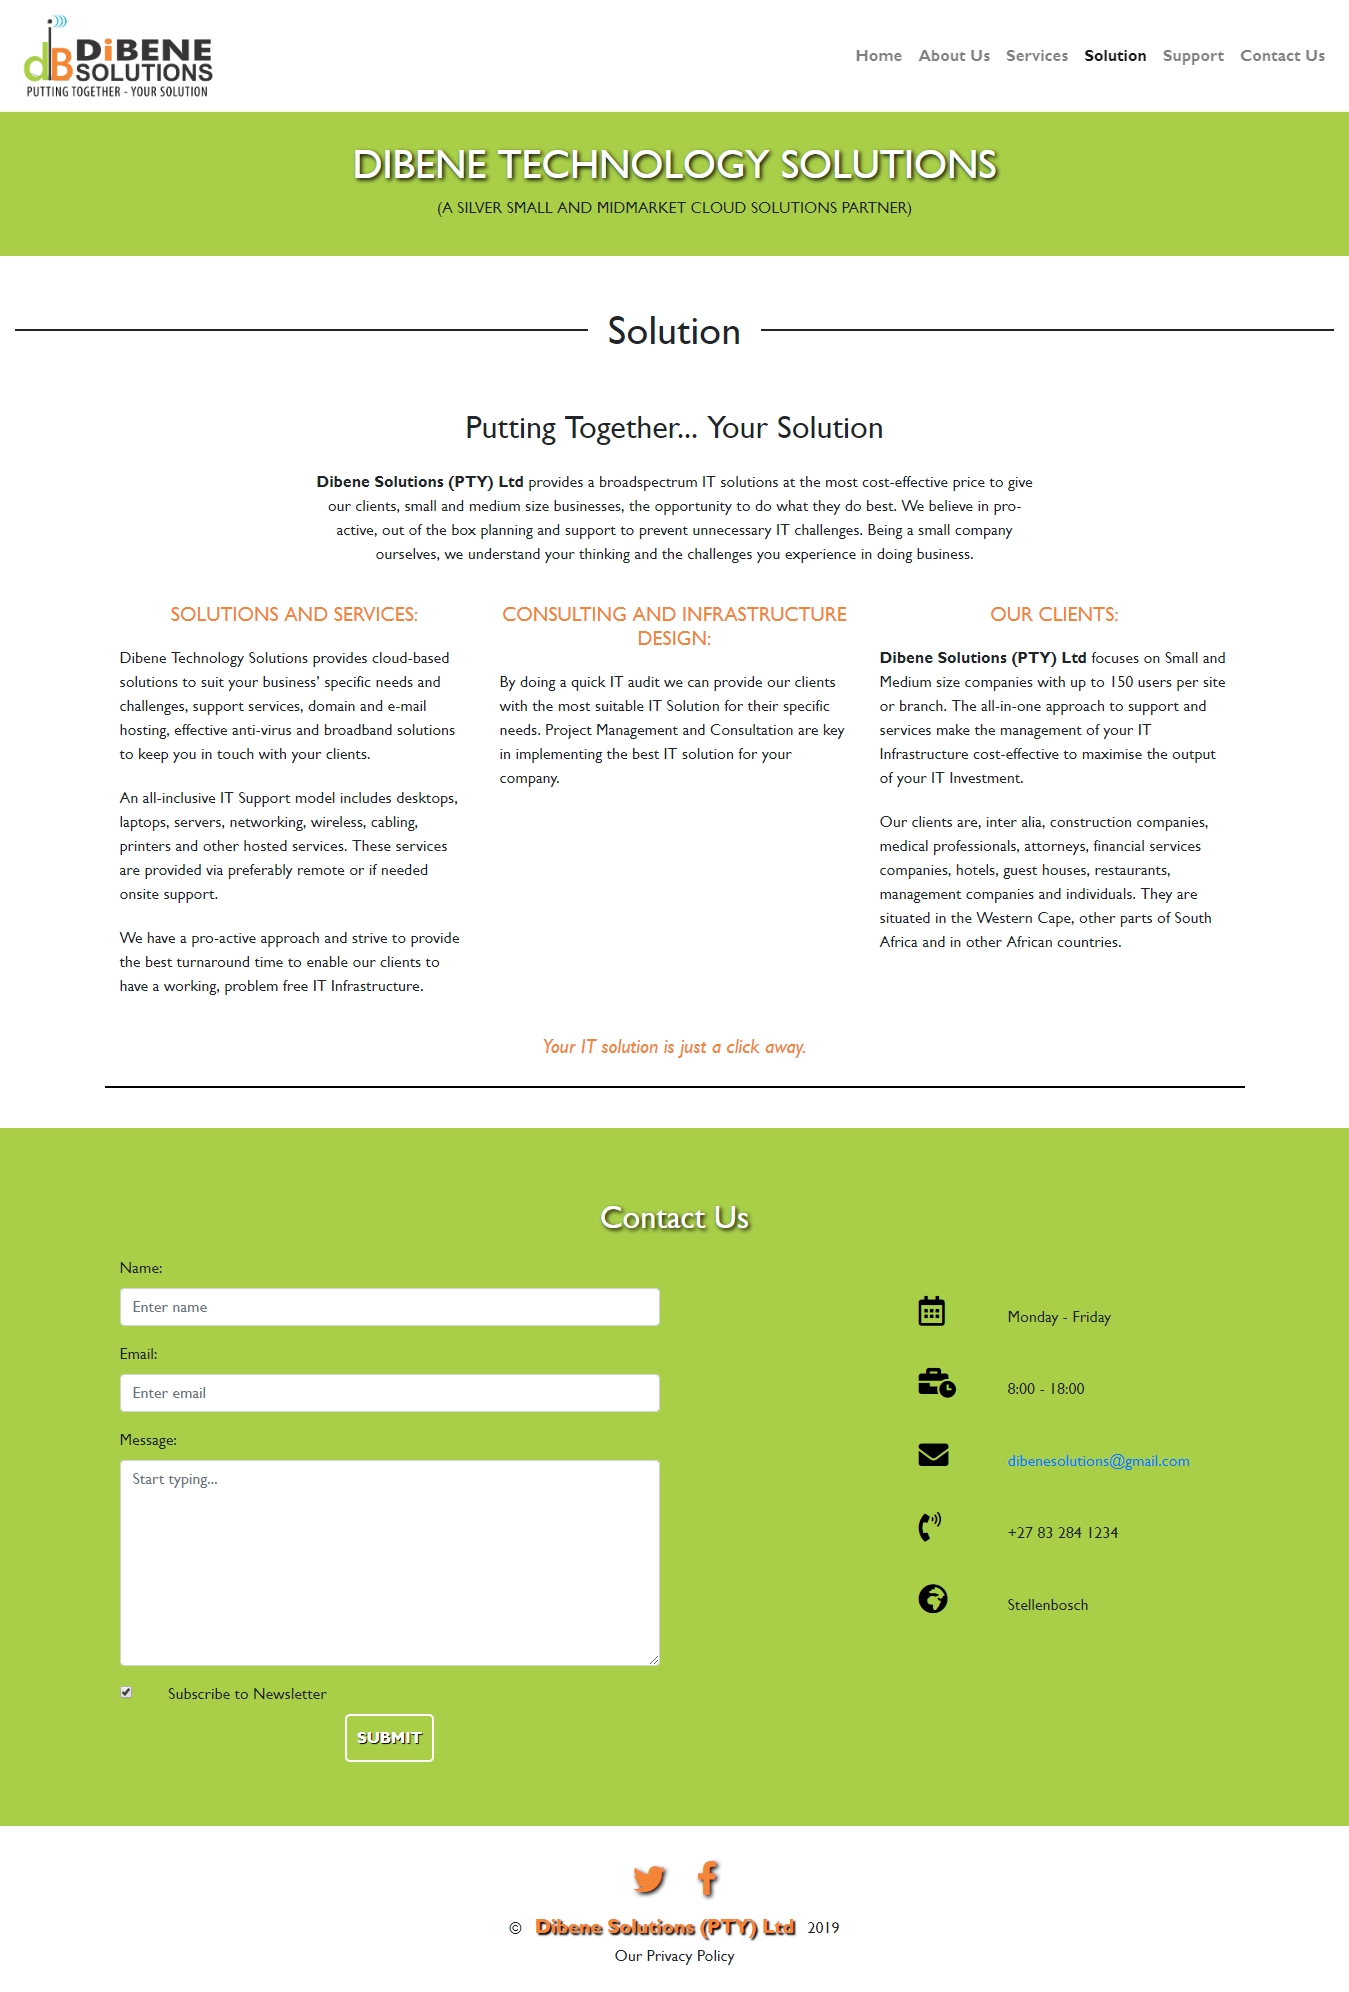 dB DiBENE
SOLUTIONS
PUTTING TOGETHER - YOUR SOLUTION
Home About Us Services Solution Support Contact Us
DIBENE TECHNOLOGY SOLUTIONS
(A SILVER SMALL AND MIDMARKET CLOUD SOLUTIONS PARTNER)
Solution
Putting Together... Your Solution
Dibene Solutions (PTY) Ltd provides a broadspectrum IT solutions at the most cost-effective price to give
our clients, small and medium size businesses, the opportunity to do what they do best. We believe in pro-
active, out of the box planning and support to prevent unnecessary IT challenges. Being a small company
ourselves, we understand your thinking and the challenges you experience in doing business.
SOLUTIONS AND SERVICES:
Dibene Technology Solutions provides cloud-based
solutions to suit your business’ specific needs and
challenges, support services, domain and e-mail
hosting, effective anti-virus and broadband solutions
to keep you in touch with your clients.
An all-inclusive IT Support model includes desktops,
laptops, servers, networking, wireless, cabling,
printers and other hosted services. These services
are provided via preferably remote or if needed
onsite support.
We have a pro-active approach and strive to provide
the best turnaround time to enable our clients to
have a working, problem free IT Infrastructure.
CONSULTING AND INFRASTRUCTURE
DESIGN:
By doing a quick IT audit we can provide our clients
with the most suitable IT Solution for their specific
needs. Project Management and Consultation are key
in implementing the best IT solution for your
company.
OUR CLIENTS:
Dibene Solutions (PTY) Ltd focuses on Small and
Medium size companies with up to 150 users per site
or branch. The all-in-one approach to support and
services make the management of your IT
Infrastructure cost-effective to maximise the output
of your IT Investment.
Our clients are, inter alia, construction companies,
medical professionals, attorneys, financial services
companies, hotels, guest houses, restaurants,
management companies and individuals. They are
situated in the Western Cape, other parts of South
Africa and in other African countries.
Your IT solution is just a click away.
Contact Us
Name:
Enter name
Email:
Enter email
Message:
Start typing...
Subscribe to Newsletter
SUBMIT
Monday - Friday
8:00 - 18:00
dibenesolutions@gmail.com
+27 83 284 1234
Stellenbosch
© Dibene Solutions (PTY) Ltd 2019
Our Privacy Policy